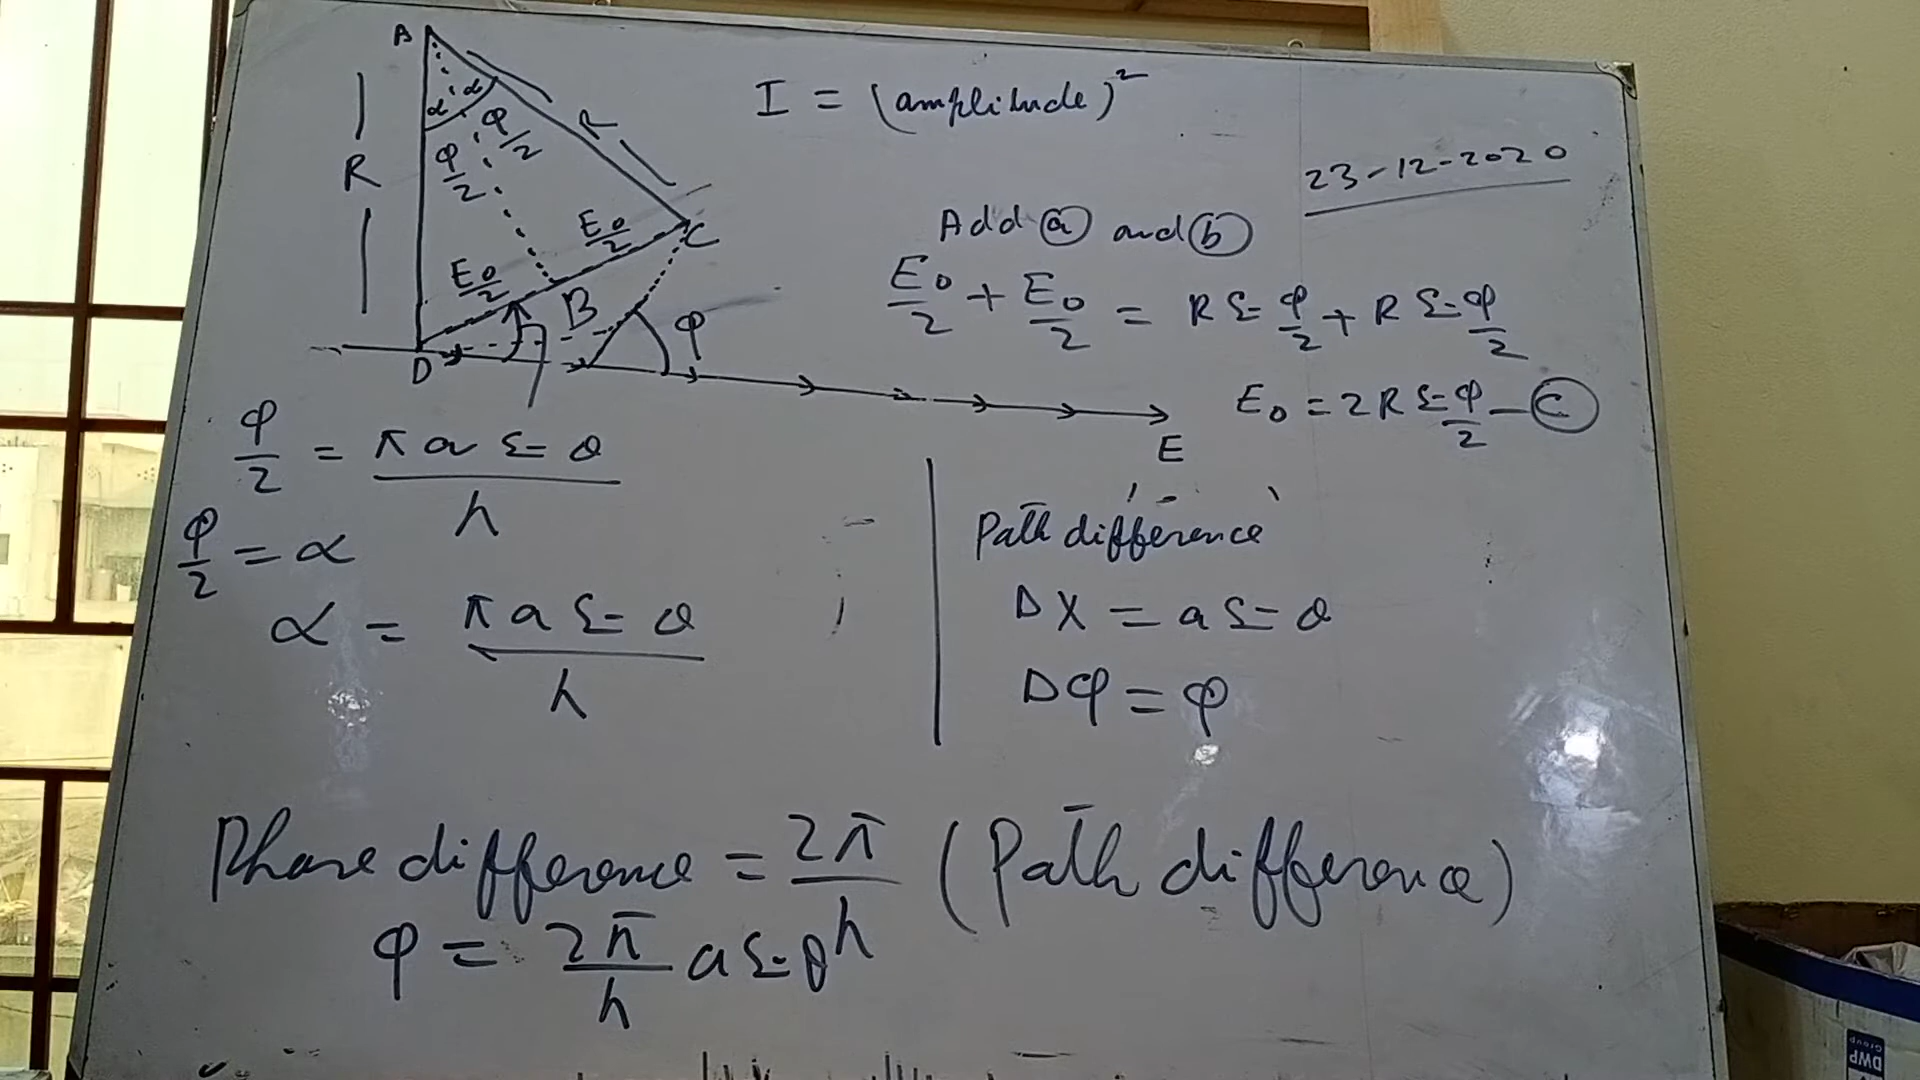 A
R
α α
φ/2 φ/2
R
E₀/2 E₀/2
C
B
D
φ
E
I = (amplitude)²
23-12-2020
Add ⓐ and ⓑ
E₀/2 + E₀/2 = R Sin φ/2 + R Sin φ/2
E₀ = 2R Sin φ/2 — ⓒ
φ/2 = π a Sin θ / λ
φ/2 = α
α = π a Sin θ / λ
Path difference
ΔX = a Sin θ
Δφ = φ
Phase difference = 2π/λ (Path difference)
φ = 2π/λ a Sin θ
DWP
Group